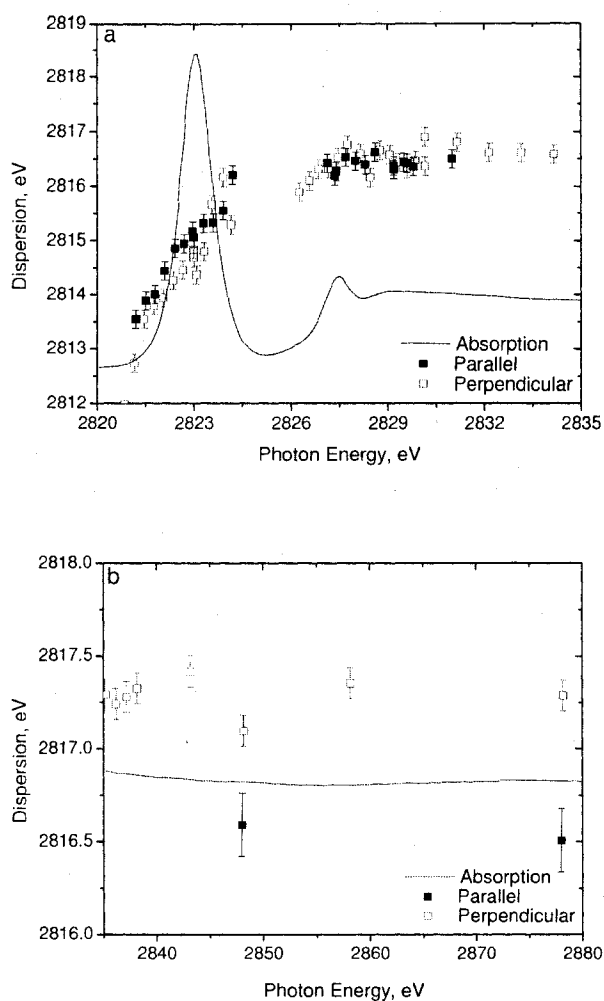 2819
a
2818
2817
2816
2815
2814
2813
2812
Dispersion, eV
Absorption
Parallel
Perpendicular
2820 2823 2826 2829 2832 2835
Photon Energy, eV
2818.0
b
2817.5
2817.0
2816.5
2816.0
Dispersion, eV
Absorption
Parallel
Perpendicular
2840 2850 2860 2870 2880
Photon Energy, eV